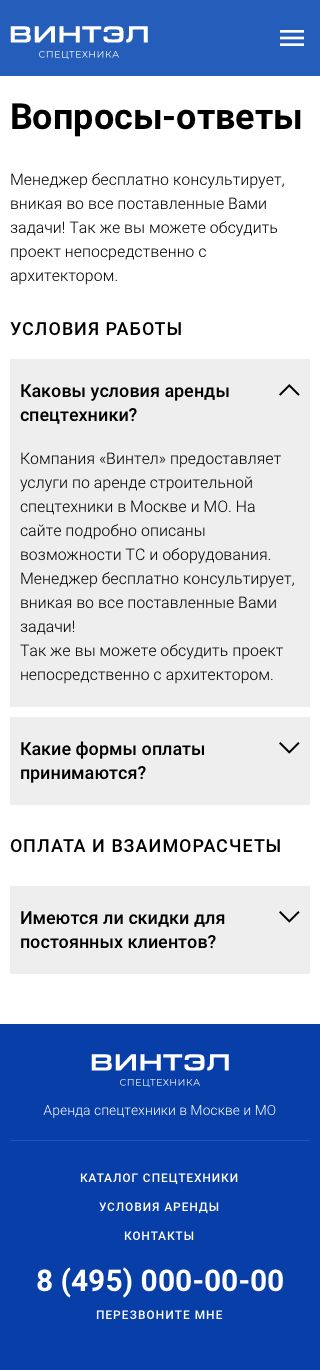 ВИНТЭЛ
СПЕЦТЕХНИКА
Вопросы-ответы
Менеджер бесплатно консультирует,
вникая во все поставленные Вами
задачи! Так же вы можете обсудить
проект непосредственно с
архитектором.
УСЛОВИЯ РАБОТЫ
Каковы условия аренды
спецтехники?
Компания «Винтел» предоставляет
услуги по аренде строительной
спецтехники в Москве и МО. На
сайте подробно описаны
возможности ТС и оборудования.
Менеджер бесплатно консультирует,
вникая во все поставленные Вами
задачи!
Так же вы можете обсудить проект
непосредственно с архитектором.
Какие формы оплаты
принимаются?
ОПЛАТА И ВЗАИМОРАСЧЕТЫ
Имеются ли скидки для
постоянных клиентов?
ВИНТЭЛ
СПЕЦТЕХНИКА
Аренда спецтехники в Москве и МО
КАТАЛОГ СПЕЦТЕХНИКИ
УСЛОВИЯ АРЕНДЫ
КОНТАКТЫ
8 (495) 000-00-00
ПЕРЕЗВОНИТЕ МНЕ